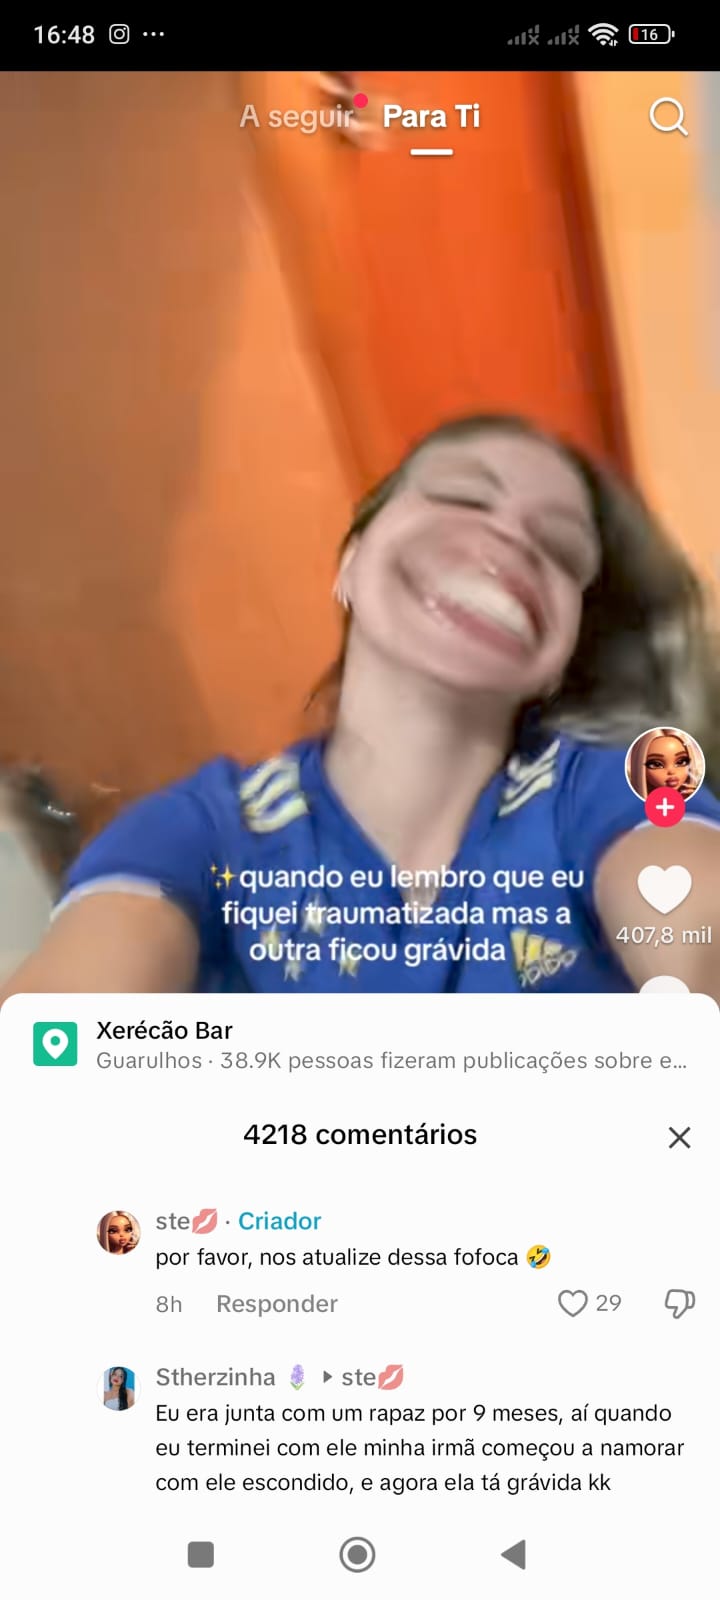 16:48
16
A seguir
Para Ti
✨quando eu lembro que eu
fiquei traumatizada mas a
outra ficou grávida
407,8 mil
Xerécão Bar
Guarulhos · 38.9K pessoas fizeram publicações sobre e...
4218 comentários
ste💋 · Criador
por favor, nos atualize dessa fofoca 🤣
8h Responder 29
Stherzinha 🪻 ▸ ste💋
Eu era junta com um rapaz por 9 meses, aí quando
eu terminei com ele minha irmã começou a namorar
com ele escondido, e agora ela tá grávida kk